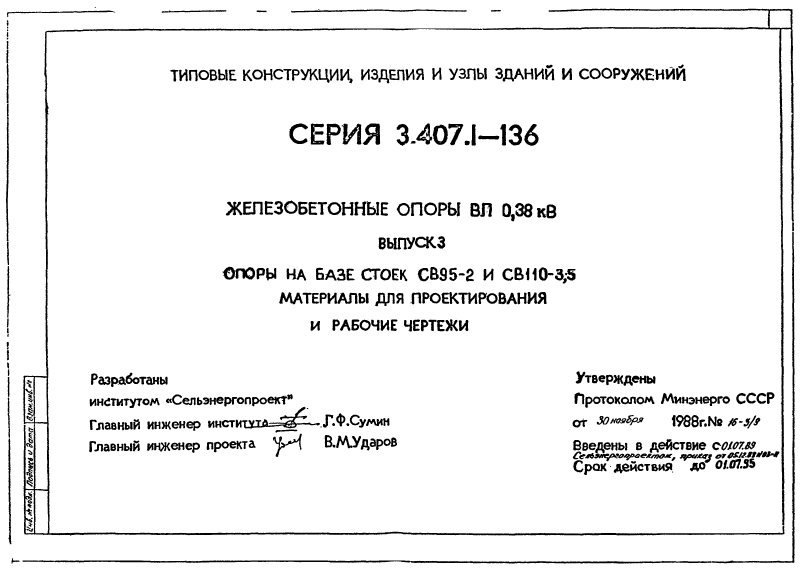 ТИПОВЫЕ КОНСТРУКЦИИ, ИЗДЕЛИЯ И УЗЛЫ ЗДАНИЙ И СООРУЖЕНИЙ
СЕРИЯ 3.407.1—136
ЖЕЛЕЗОБЕТОННЫЕ ОПОРЫ ВЛ 0,38 кВ
ВЫПУСК 3
ОПОРЫ НА БАЗЕ СТОЕК СВ95-2 И СВ110-3,5
МАТЕРИАЛЫ ДЛЯ ПРОЕКТИРОВАНИЯ
И РАБОЧИЕ ЧЕРТЕЖИ
Разработаны
институтом «Сельэнергопроект"
Главный инженер института Г.Ф.Сумин
Главный инженер проекта В.М.Ударов
Утверждены
Протоколом Минэнерго СССР
от 30 ноября 1988г. № 16-3/9
Введены в действие с 01.07.89
Сельэнергопроектом, приказ от
Срок действия до 01.07.95
Инв. № подл. Подпись и дата Взам. инв. №